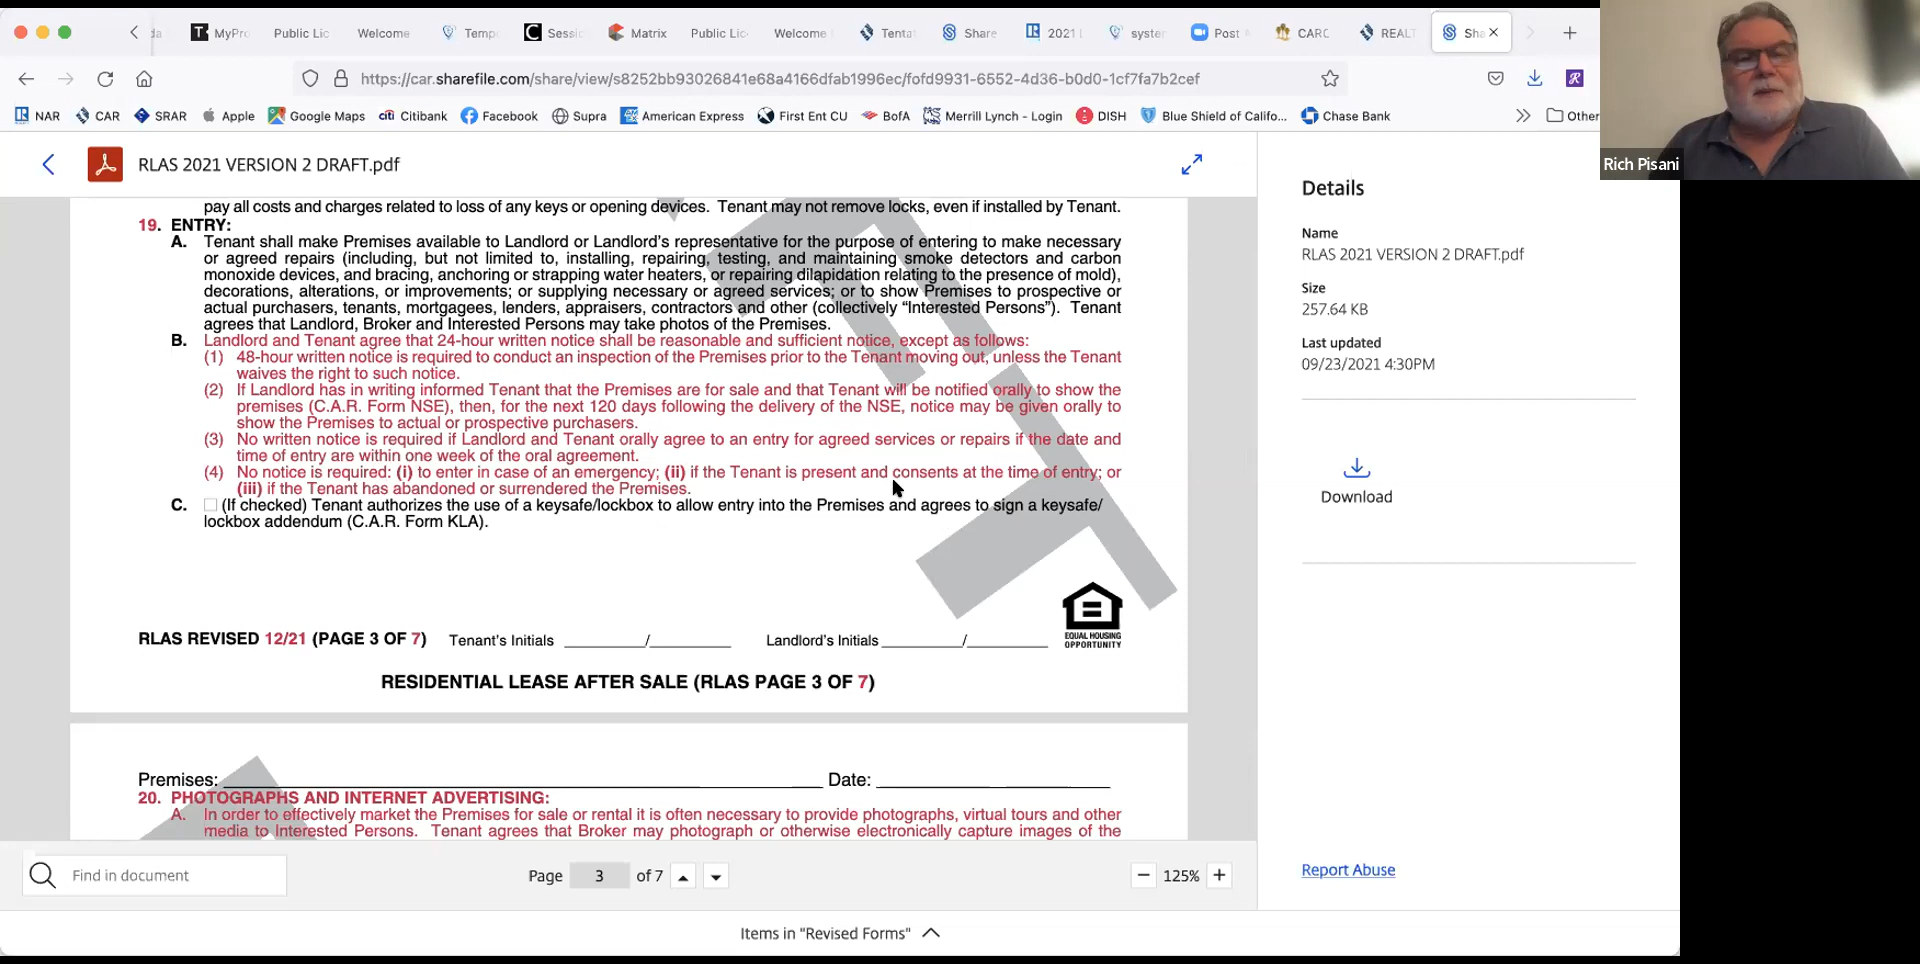 MyPr
Public Lic
Welcome
Temp
Sessi
Matrix
Public Lic
Welcome
Tenta
Share
2021
syste
Post
CARC
REAL
Sha
https://car.sharefile.com/share/view/s8252bb93026841e68a4166dfab1996ec/fofd9931-6552-4d36-b0d0-1cf7fa7b2cef
NAR CAR SRAR Apple Google Maps citi Citibank Facebook Supra American Express First Ent CU BofA Merrill Lynch - Login DISH Blue Shield of Califo... Chase Bank Other
Rich Pisani
RLAS 2021 VERSION 2 DRAFT.pdf
pay all costs and charges related to loss of any keys or opening devices. Tenant may not remove locks, even if installed by Tenant.
19. ENTRY:
A. Tenant shall make Premises available to Landlord or Landlord's representative for the purpose of entering to make necessary
or agreed repairs (including, but not limited to, installing, repairing, testing, and maintaining smoke detectors and carbon
monoxide devices, and bracing, anchoring or strapping water heaters, or repairing dilapidation relating to the presence of mold),
decorations, alterations, or improvements; or supplying necessary or agreed services; or to show Premises to prospective or
actual purchasers, tenants, mortgagees, lenders, appraisers, contractors and other (collectively “Interested Persons”). Tenant
agrees that Landlord, Broker and Interested Persons may take photos of the Premises.
B. Landlord and Tenant agree that 24-hour written notice shall be reasonable and sufficient notice, except as follows:
(1) 48-hour written notice is required to conduct an inspection of the Premises prior to the Tenant moving out, unless the Tenant
waives the right to such notice.
(2) If Landlord has in writing informed Tenant that the Premises are for sale and that Tenant will be notified orally to show the
premises (C.A.R. Form NSE), then, for the next 120 days following the delivery of the NSE, notice may be given orally to
show the Premises to actual or prospective purchasers.
(3) No written notice is required if Landlord and Tenant orally agree to an entry for agreed services or repairs if the date and
time of entry are within one week of the oral agreement.
(4) No notice is required: (i) to enter in case of an emergency; (ii) if the Tenant is present and consents at the time of entry; or
(iii) if the Tenant has abandoned or surrendered the Premises.
C. (If checked) Tenant authorizes the use of a keysafe/lockbox to allow entry into the Premises and agrees to sign a keysafe/
lockbox addendum (C.A.R. Form KLA).
EQUAL HOUSING
OPPORTUNITY
RLAS REVISED 12/21 (PAGE 3 OF 7) Tenant's Initials ________/________ Landlord's Initials ________/________
RESIDENTIAL LEASE AFTER SALE (RLAS PAGE 3 OF 7)
Premises: ________ Date: ________
20. PHOTOGRAPHS AND INTERNET ADVERTISING:
A. In order to effectively market the Premises for sale or rental it is often necessary to provide photographs, virtual tours and other
media to Interested Persons. Tenant agrees that Broker may photograph or otherwise electronically capture images of the
Find in document
Page 3 of 7
125%
Items in "Revised Forms"
Details
Name
RLAS 2021 VERSION 2 DRAFT.pdf
Size
257.64 KB
Last updated
09/23/2021 4:30PM
Download
Report Abuse